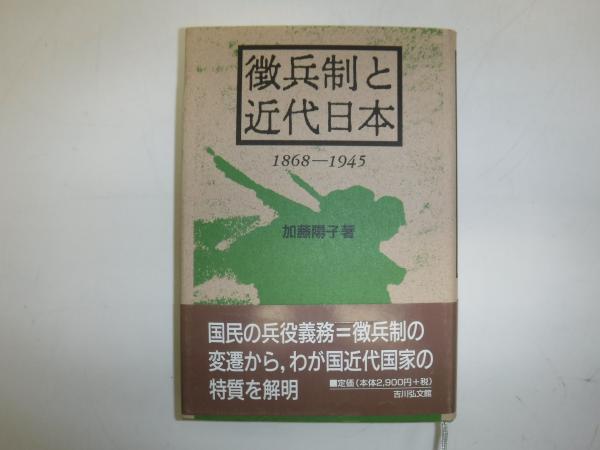 徴兵制と
近代日本
1868—1945
加藤陽子著
国民の兵役義務＝徴兵制の
変遷から，わが国近代国家の
特質を解明
■定価（本体2,900円＋税）
吉川弘文館